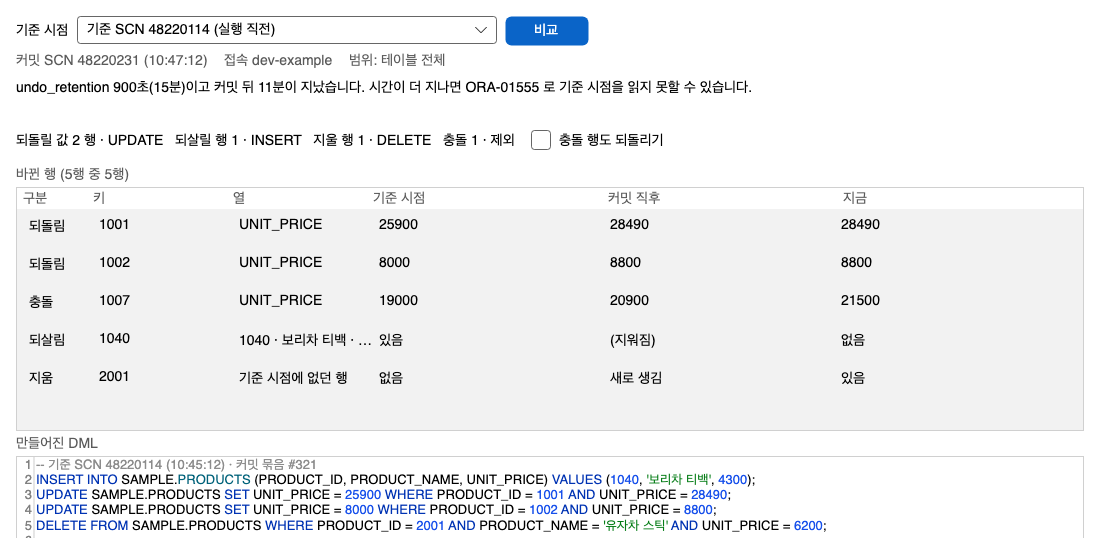 기준 시점 기준 SCN 48220114 (실행 직전) 비교
커밋 SCN 48220231 (10:47:12) 접속 dev-example 범위: 테이블 전체
undo_retention 900초(15분)이고 커밋 뒤 11분이 지났습니다. 시간이 더 지나면 ORA-01555 로 기준 시점을 읽지 못할 수 있습니다.
되돌릴 값 2 행 · UPDATE 되살릴 행 1 · INSERT 지울 행 1 · DELETE 충돌 1 · 제외 충돌 행도 되돌리기
바뀐 행 (5행 중 5행)
구분 키 열 기준 시점 커밋 직후 지금
되돌림 1001 UNIT_PRICE 25900 28490 28490
되돌림 1002 UNIT_PRICE 8000 8800 8800
충돌 1007 UNIT_PRICE 19000 20900 21500
되살림 1040 1040 · 보리차 티백 · … 있음 (지워짐) 없음
지움 2001 기준 시점에 없던 행 없음 새로 생김 있음
만들어진 DML
1 -- 기준 SCN 48220114 (10:45:12) · 커밋 묶음 #321
2 INSERT INTO SAMPLE.PRODUCTS (PRODUCT_ID, PRODUCT_NAME, UNIT_PRICE) VALUES (1040, '보리차 티백', 4300);
3 UPDATE SAMPLE.PRODUCTS SET UNIT_PRICE = 25900 WHERE PRODUCT_ID = 1001 AND UNIT_PRICE = 28490;
4 UPDATE SAMPLE.PRODUCTS SET UNIT_PRICE = 8000 WHERE PRODUCT_ID = 1002 AND UNIT_PRICE = 8800;
5 DELETE FROM SAMPLE.PRODUCTS WHERE PRODUCT_ID = 2001 AND PRODUCT_NAME = '유자차 스틱' AND UNIT_PRICE = 6200;